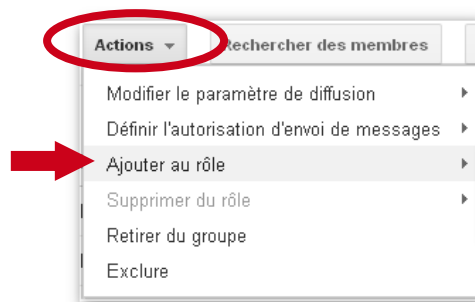 Actions Rechercher des membres
Modifier le paramètre de diffusion
Définir l'autorisation d'envoi de messages
Ajouter au rôle
Supprimer du rôle
Retirer du groupe
Exclure